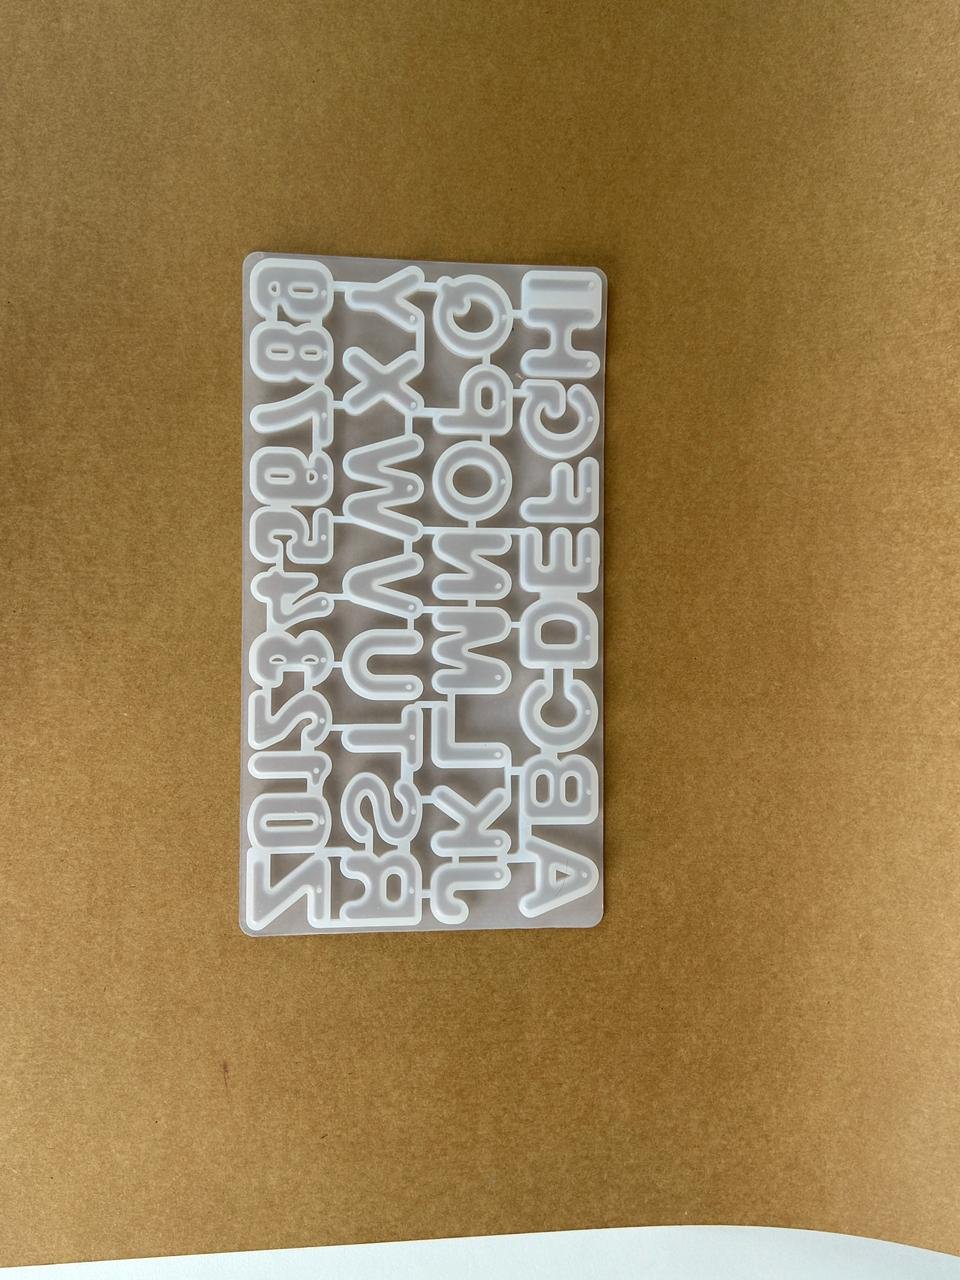 ABCDEFGHI
JKLMNOPQ
RSTUVWXY
Z0123456789